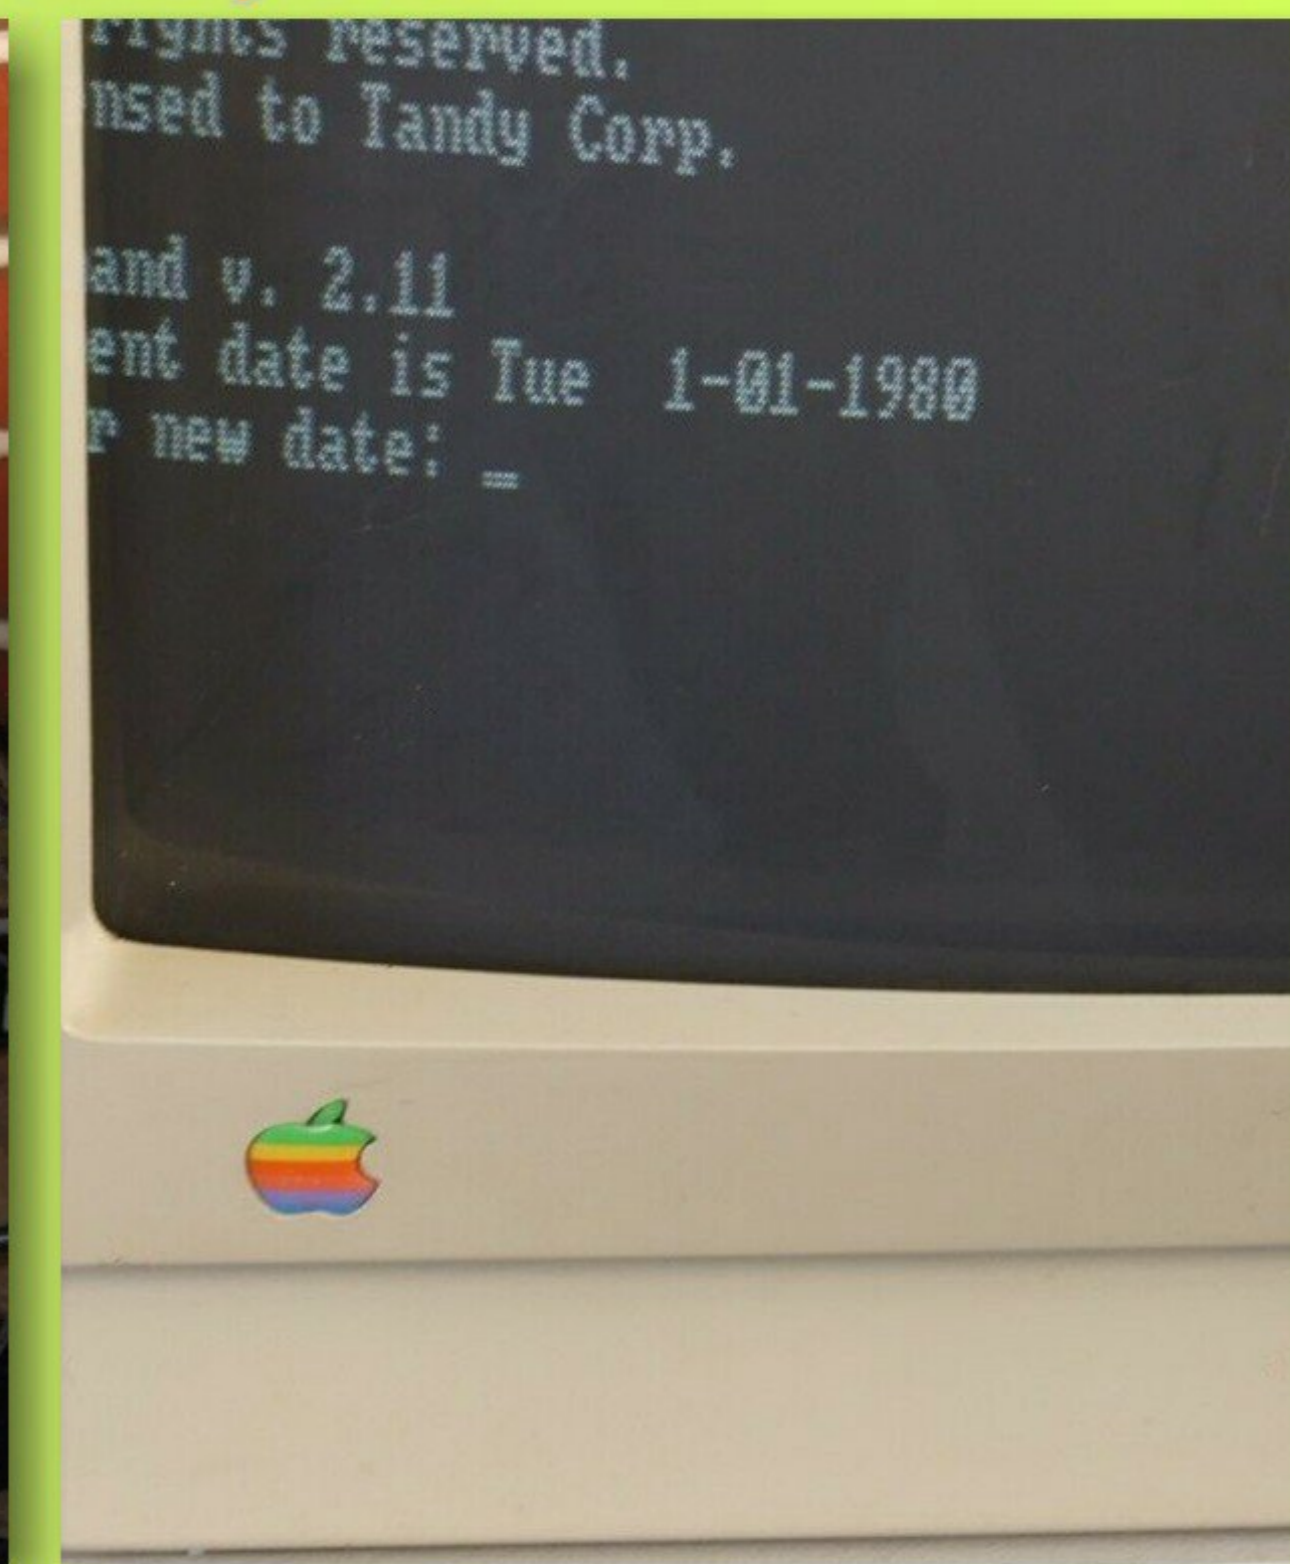 rights reserved.
nsed to Tandy Corp.
and v. 2.11
ent date is Tue  1-01-1980
r new date: _